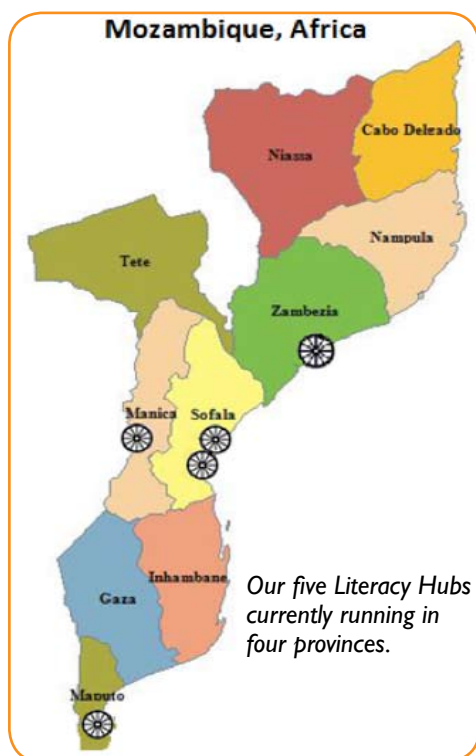 Mozambique, Africa
Cabo Delgado
Niassa
Nampula
Tete
Zambezia
Manica
Sofala
Inhambane
Gaza
Our five Literacy Hubs
currently running in
four provinces.
Maputo